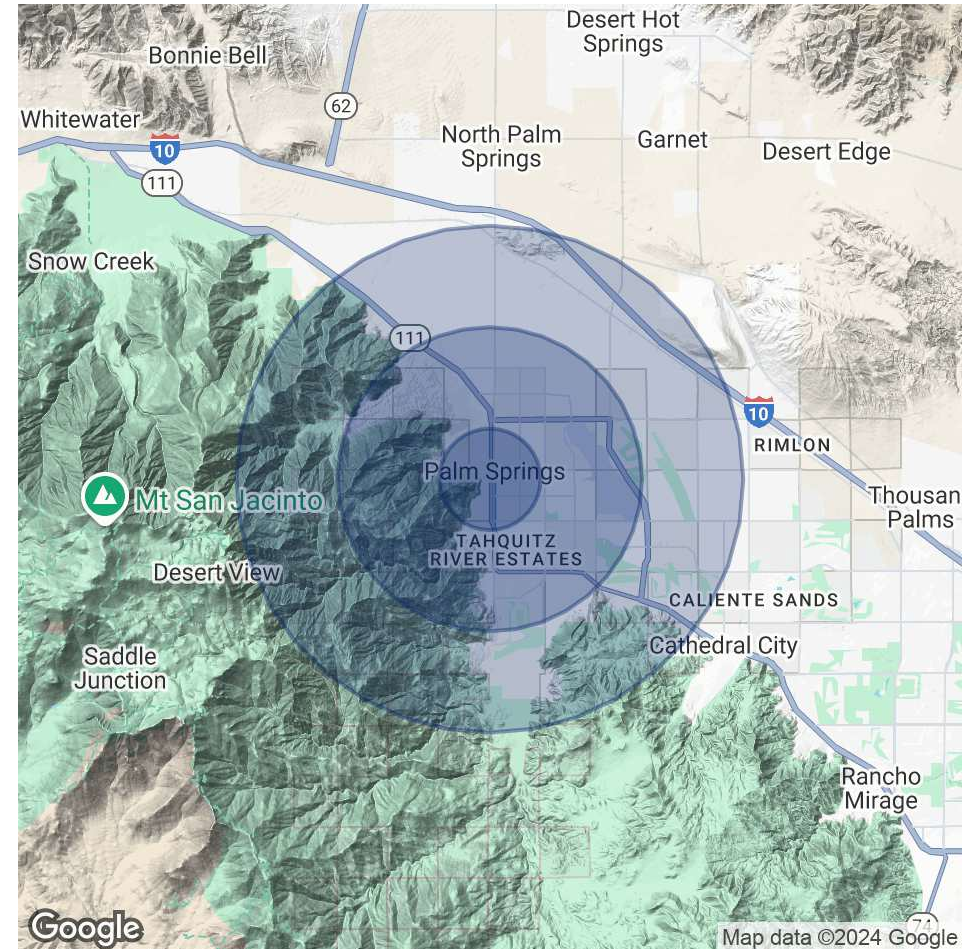 Desert Hot
Springs
Bonnie Bell
62
Whitewater
10
North Palm
Springs
Garnet
Desert Edge
111
Snow Creek
111
10
RIMLON
Palm Springs
Mt San Jacinto
Thousan
Palms
TAHQUITZ
RIVER ESTATES
Desert View
CALIENTE SANDS
Cathedral City
Saddle
Junction
Rancho
Mirage
74
Google
Map data ©2024 Google